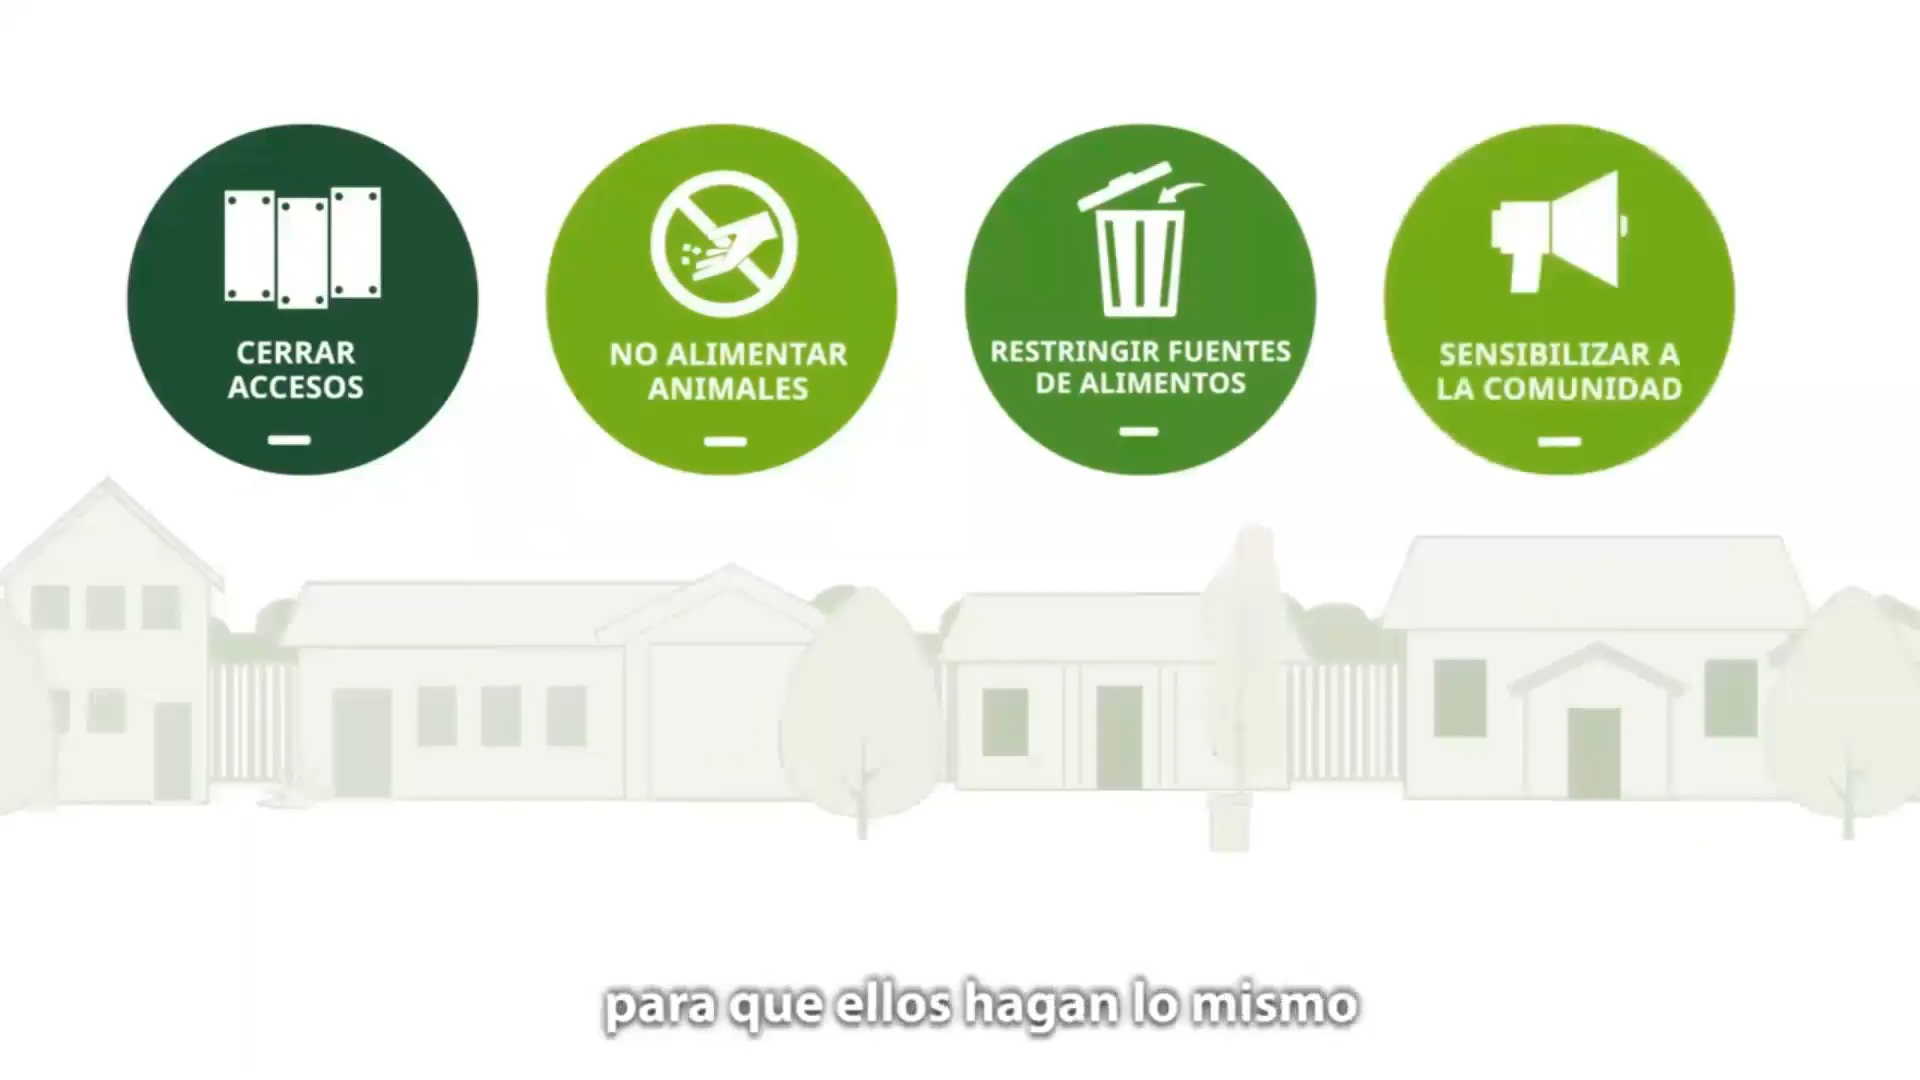 CERRAR
ACCESOS
NO ALIMENTAR
ANIMALES
RESTRINGIR FUENTES
DE ALIMENTOS
SENSIBILIZAR A
LA COMUNIDAD
para que ellos hagan lo mismo